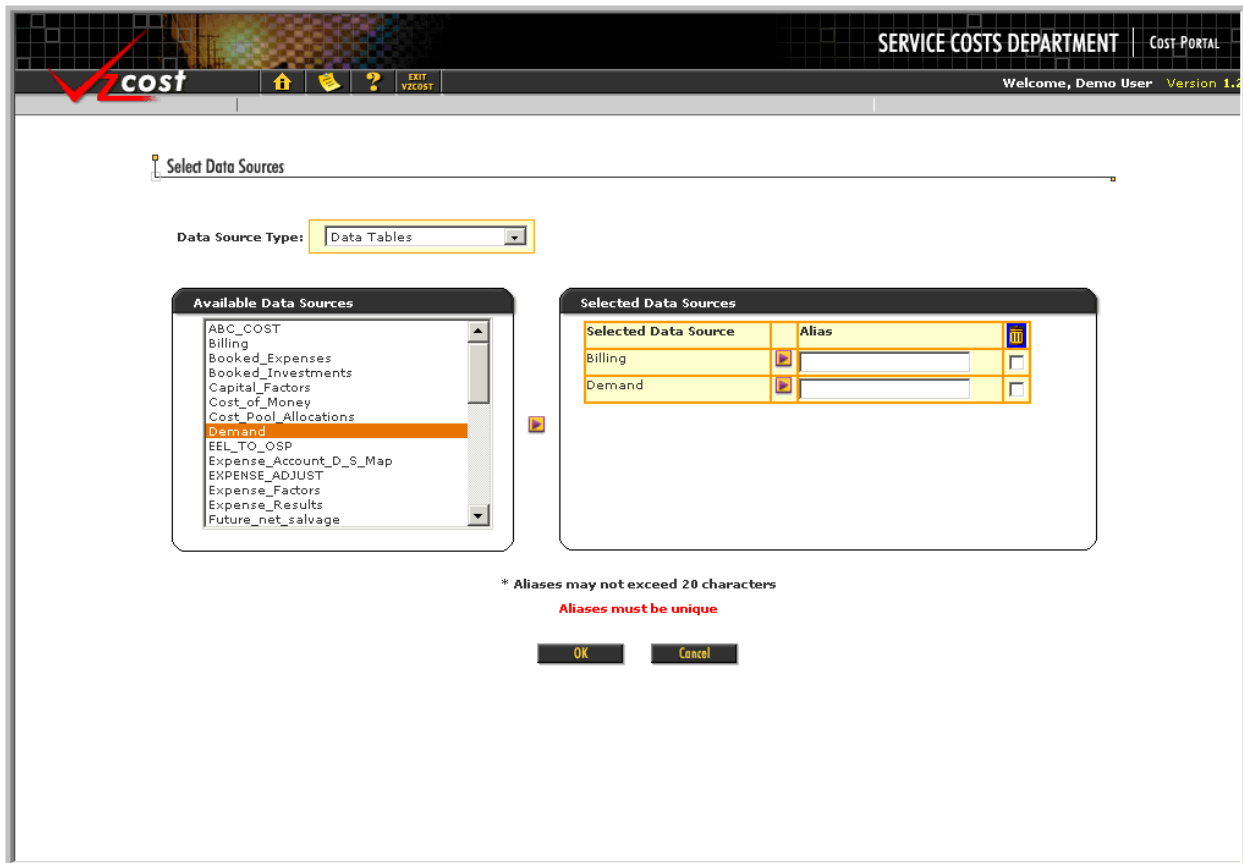 SERVICE COSTS DEPARTMENT | COST PORTAL
vzcost
EXIT
VZCOST
Welcome, Demo User Version 1.2
Select Data Sources
Data Source Type: Data Tables
Available Data Sources
ABC_COST
Billing
Booked_Expenses
Booked_Investments
Capital_Factors
Cost_of_Money
Cost_Pool_Allocations
Demand
EEL_TO_OSP
Expense_Account_D_S_Map
EXPENSE_ADJUST
Expense_Factors
Expense_Results
Future_net_salvage
Selected Data Sources
Selected Data Source Alias
Billing
Demand
* Aliases may not exceed 20 characters
Aliases must be unique
OK Cancel